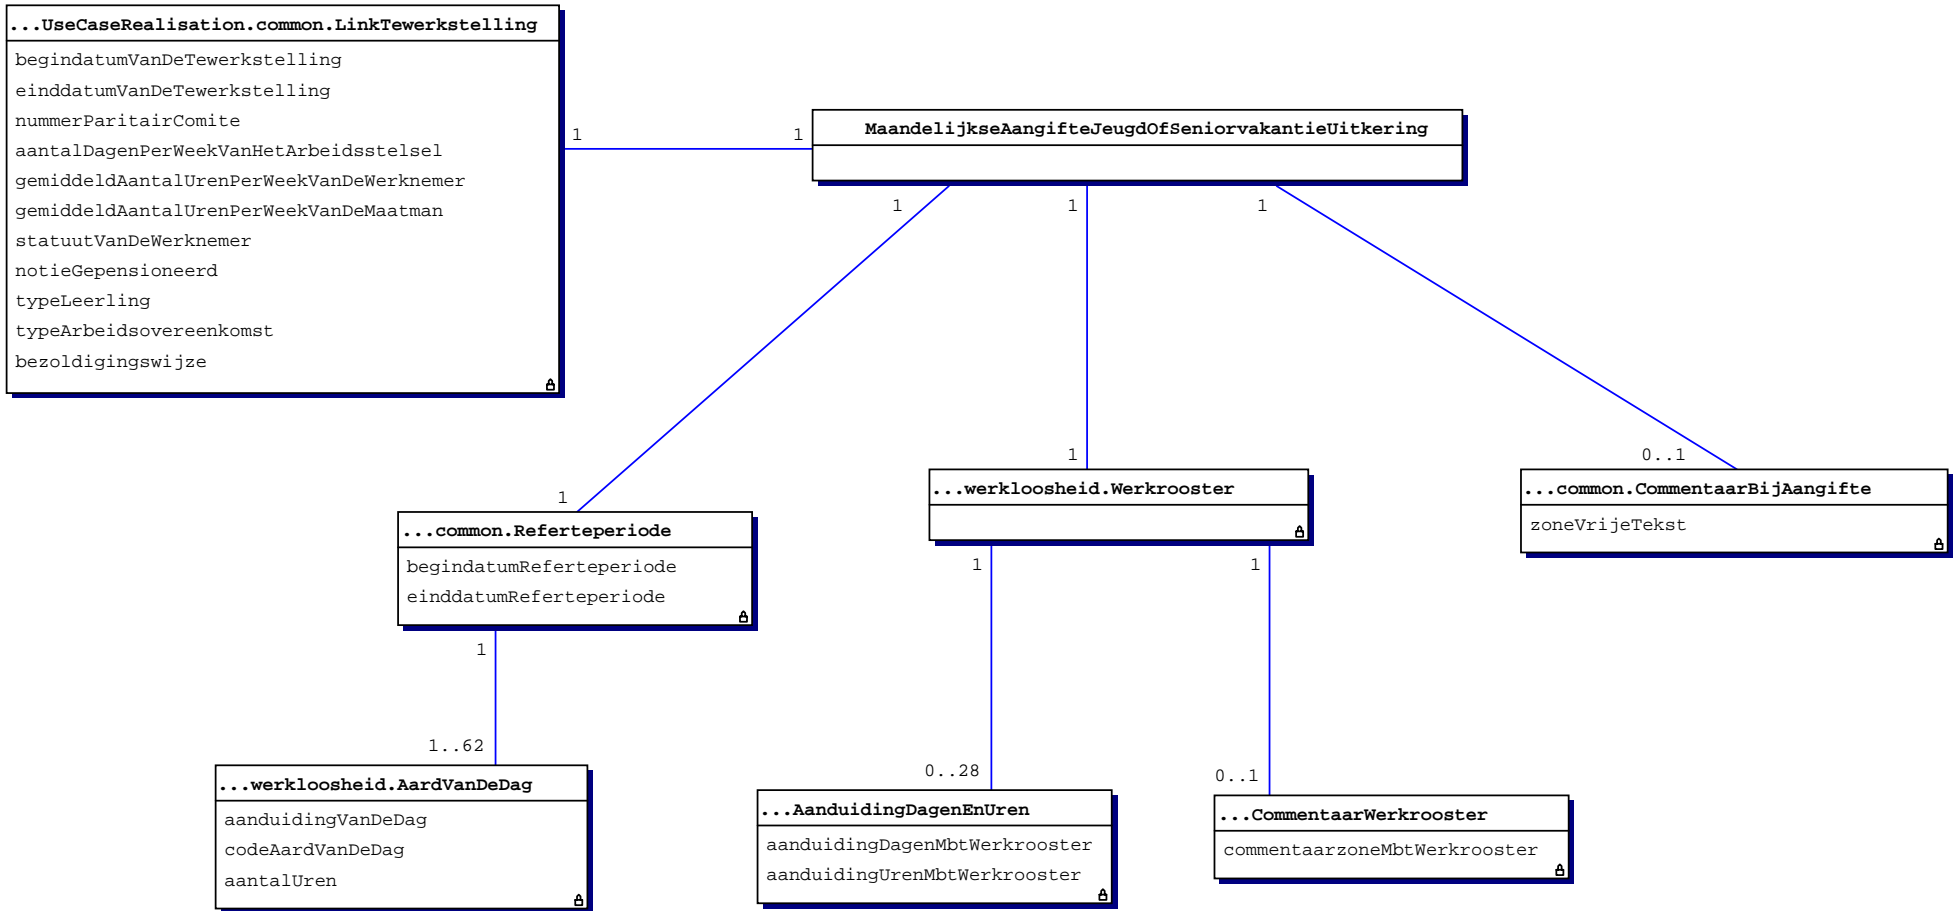 ...UseCaseRealisation.common.LinkTewerkstelling
begindatumVanDeTewerkstelling
einddatumVanDeTewerkstelling
nummerParitairComite
aantalDagenPerWeekVanHetArbeidsstelsel
gemiddeldAantalUrenPerWeekVanDeWerknemer
gemiddeldAantalUrenPerWeekVanDeMaatman
statuutVanDeWerknemer
notieGepensioneerd
typeLeerling
typeArbeidsovereenkomst
bezoldigingswijze
1
1
MaandelijkseAangifteJeugdOfSeniorvakantieUitkering
1
1
1
1
1
0..1
...common.Referteperiode
begindatumReferteperiode
einddatumReferteperiode
...werkloosheid.Werkrooster
...common.CommentaarBijAangifte
zoneVrijeTekst
1
1
1
1..62
0..28
0..1
...werkloosheid.AardVanDeDag
aanduidingVanDeDag
codeAardVanDeDag
aantalUren
...AanduidingDagenEnUren
aanduidingDagenMbtWerkrooster
aanduidingUrenMbtWerkrooster
...CommentaarWerkrooster
commentaarzoneMbtWerkrooster